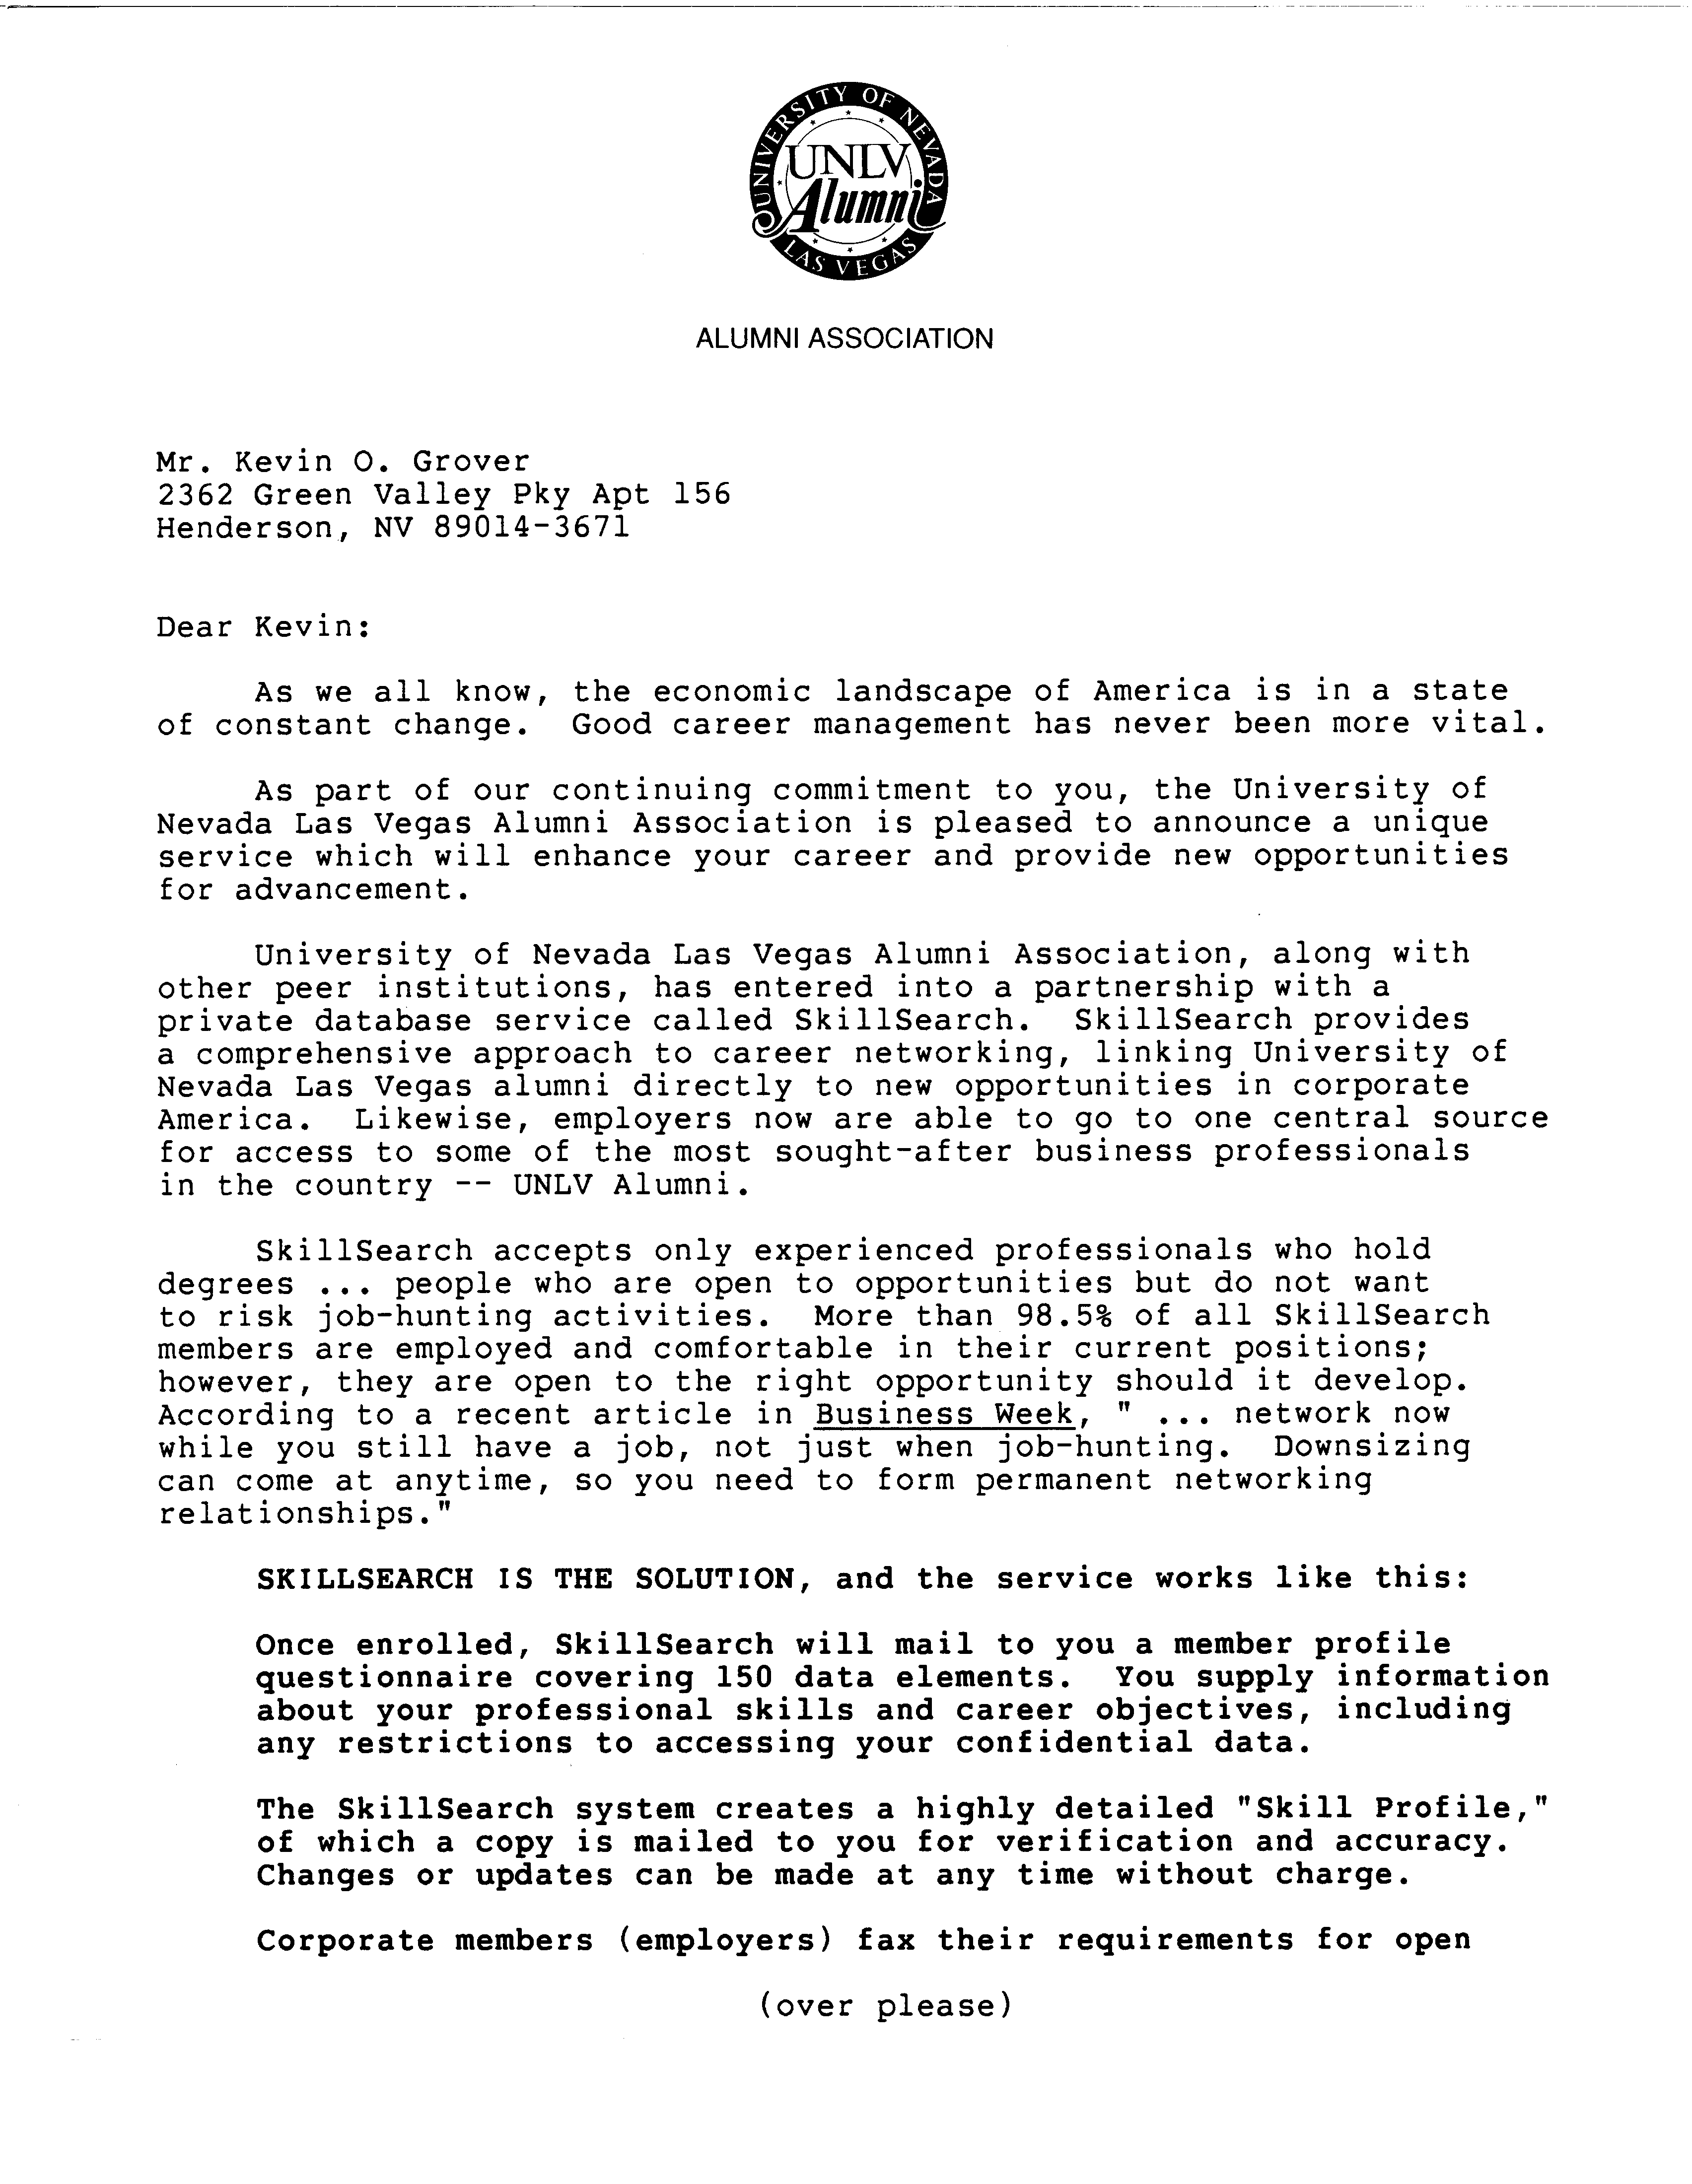 UNIVERSITY OF NEVADA
UNLV
Alumni
LAS VEGAS
ALUMNI ASSOCIATION
Mr. Kevin O. Grover
2362 Green Valley Pky Apt 156
Henderson, NV 89014-3671
Dear Kevin:
As we all know, the economic landscape of America is in a state
of constant change.  Good career management has never been more vital.
As part of our continuing commitment to you, the University of
Nevada Las Vegas Alumni Association is pleased to announce a unique
service which will enhance your career and provide new opportunities
for advancement.
University of Nevada Las Vegas Alumni Association, along with
other peer institutions, has entered into a partnership with a
private database service called SkillSearch.  SkillSearch provides
a comprehensive approach to career networking, linking University of
Nevada Las Vegas alumni directly to new opportunities in corporate
America.  Likewise, employers now are able to go to one central source
for access to some of the most sought-after business professionals
in the country -- UNLV Alumni.
SkillSearch accepts only experienced professionals who hold
degrees ... people who are open to opportunities but do not want
to risk job-hunting activities.  More than 98.5% of all SkillSearch
members are employed and comfortable in their current positions;
however, they are open to the right opportunity should it develop.
According to a recent article in Business Week, " ... network now
while you still have a job, not just when job-hunting.  Downsizing
can come at anytime, so you need to form permanent networking
relationships."
SKILLSEARCH IS THE SOLUTION, and the service works like this:
Once enrolled, SkillSearch will mail to you a member profile
questionnaire covering 150 data elements.  You supply information
about your professional skills and career objectives, including
any restrictions to accessing your confidential data.
The SkillSearch system creates a highly detailed "Skill Profile,"
of which a copy is mailed to you for verification and accuracy.
Changes or updates can be made at any time without charge.
Corporate members (employers) fax their requirements for open
(over please)